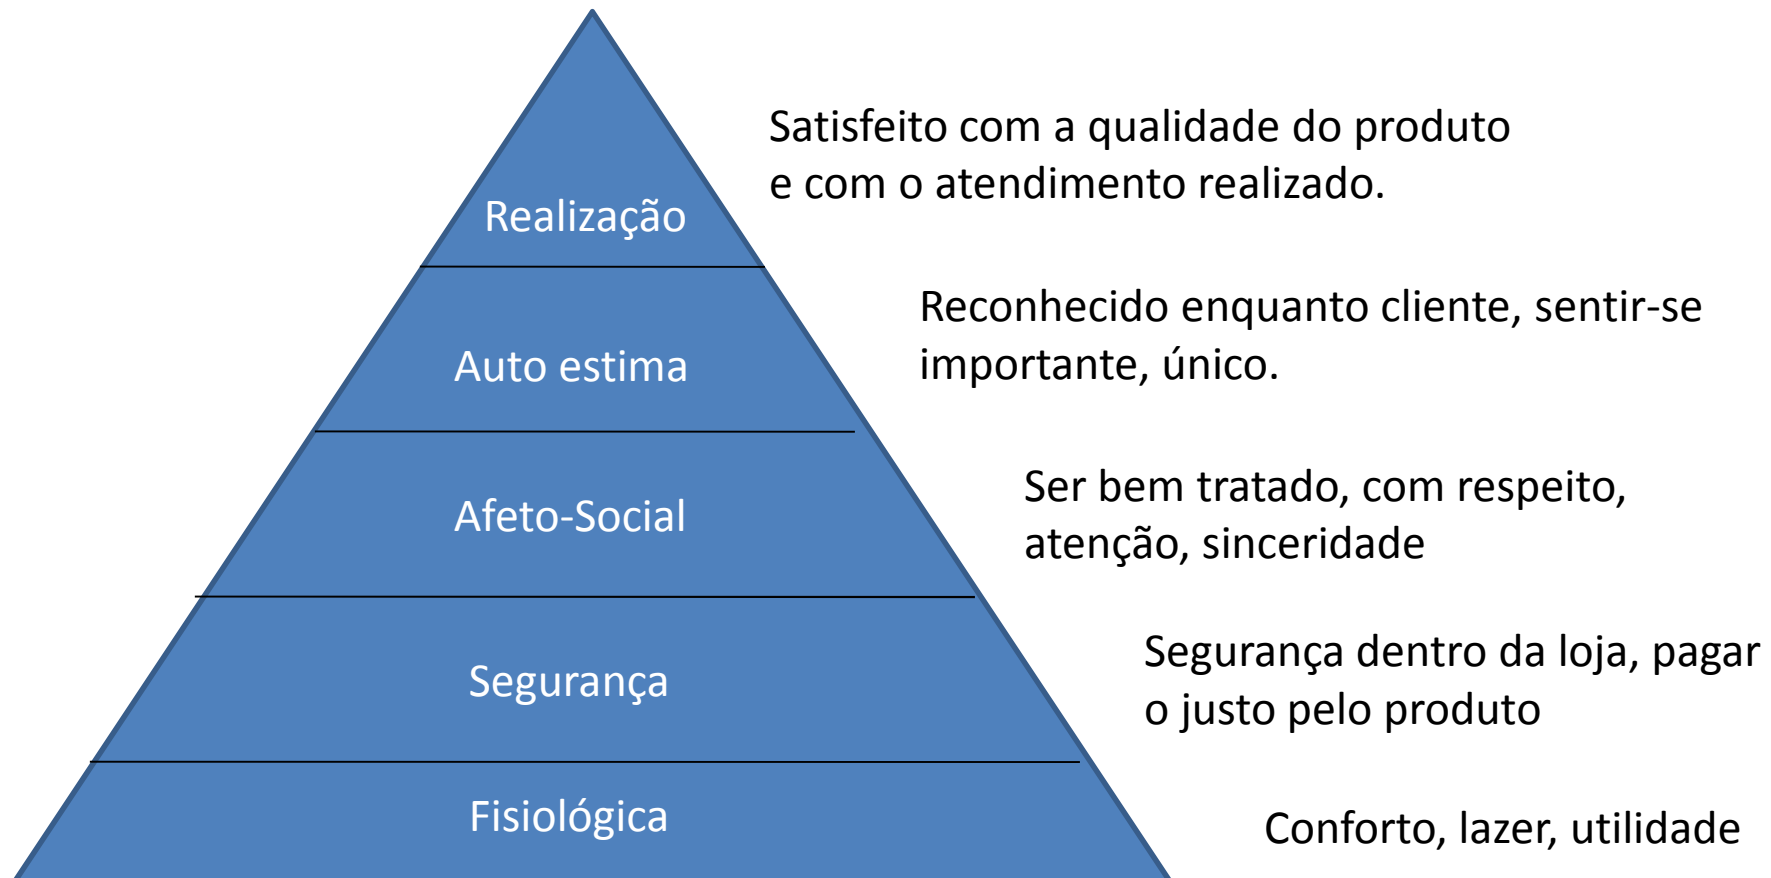 Satisfeito com a qualidade do produto
e com o atendimento realizado.
Realização
Reconhecido enquanto cliente, sentir-se
importante, único.
Auto estima
Ser bem tratado, com respeito,
atenção, sinceridade
Afeto-Social
Segurança dentro da loja, pagar
o justo pelo produto
Segurança
Fisiológica
Conforto, lazer, utilidade